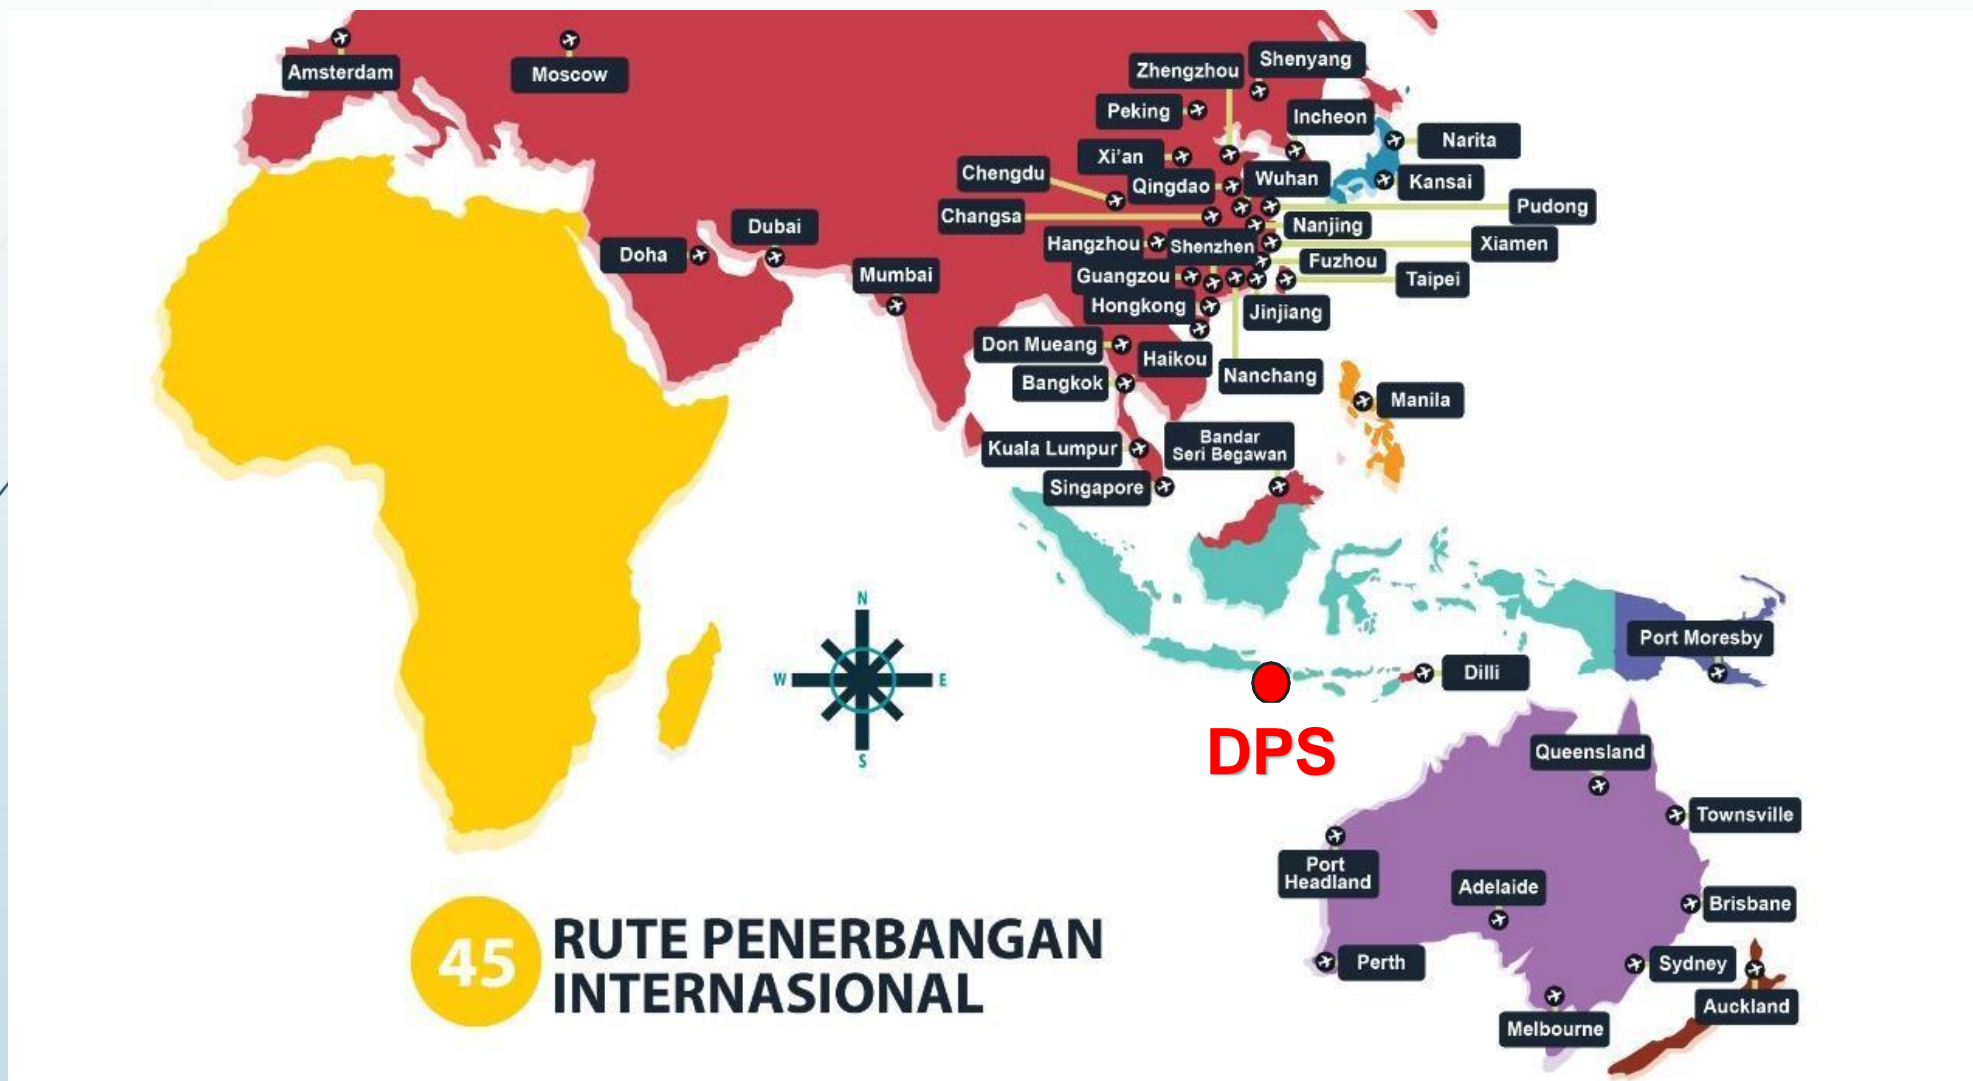 Amsterdam
Moscow
Zhengzhou
Shenyang
Peking
Incheon
Narita
Xi'an
Chengdu
Qingdao
Wuhan
Kansai
Changsa
Pudong
Nanjing
Hangzhou
Shenzhen
Xiamen
Dubai
Doha
Mumbai
Guangzou
Fuzhou
Taipei
Hongkong
Jinjiang
Don Mueang
Haikou
Bangkok
Nanchang
Manila
Kuala Lumpur
Bandar
Seri Begawan
Singapore
N
W
E
S
Port Moresby
Dilli
DPS
Queensland
Townsville
Port
Headland
Adelaide
Brisbane
Perth
Sydney
Auckland
Melbourne
45
RUTE PENERBANGAN
INTERNASIONAL